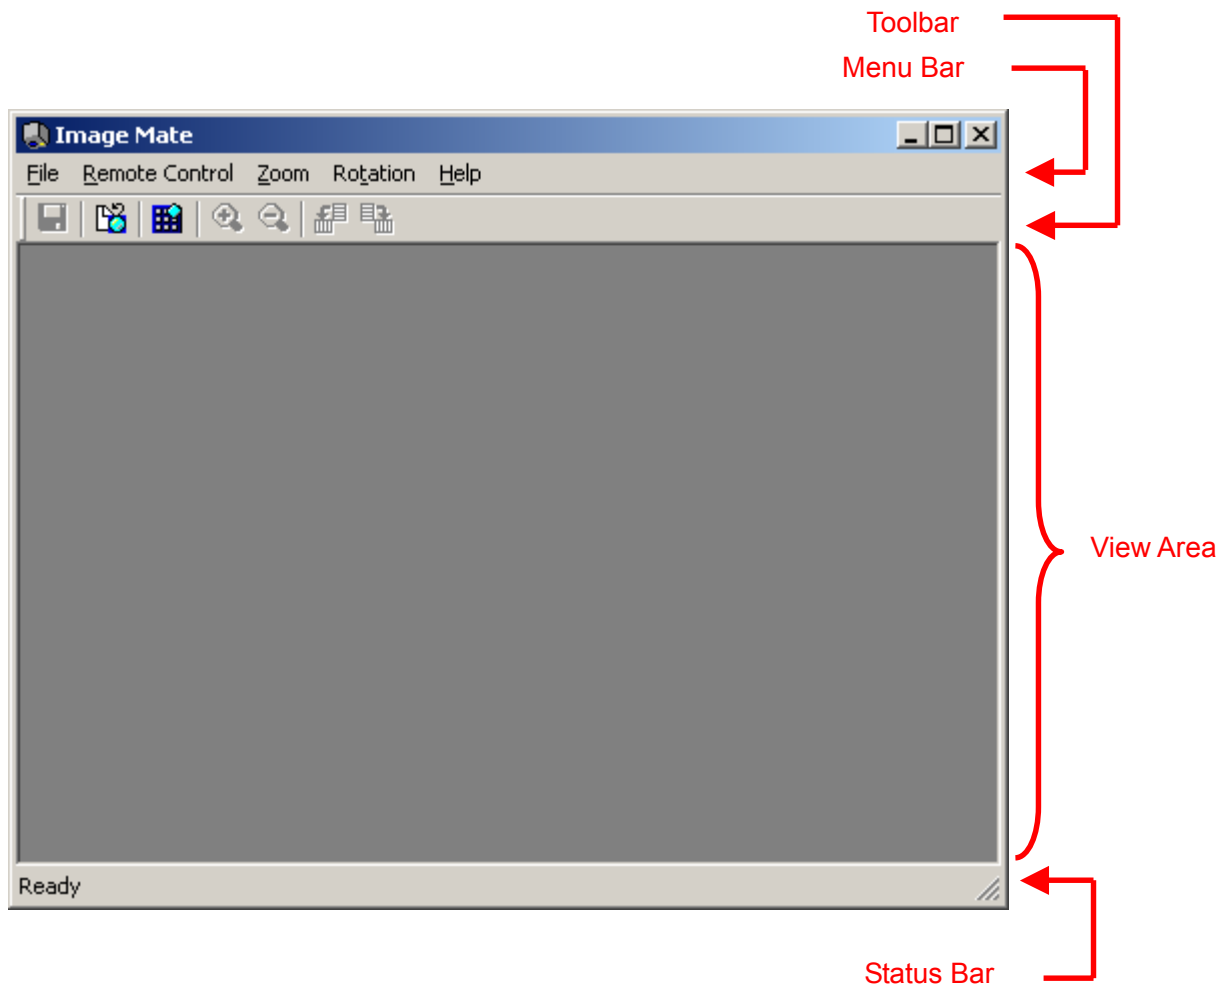 Toolbar
Menu Bar
Image Mate
File Remote Control Zoom Rotation Help
View Area
Ready
Status Bar